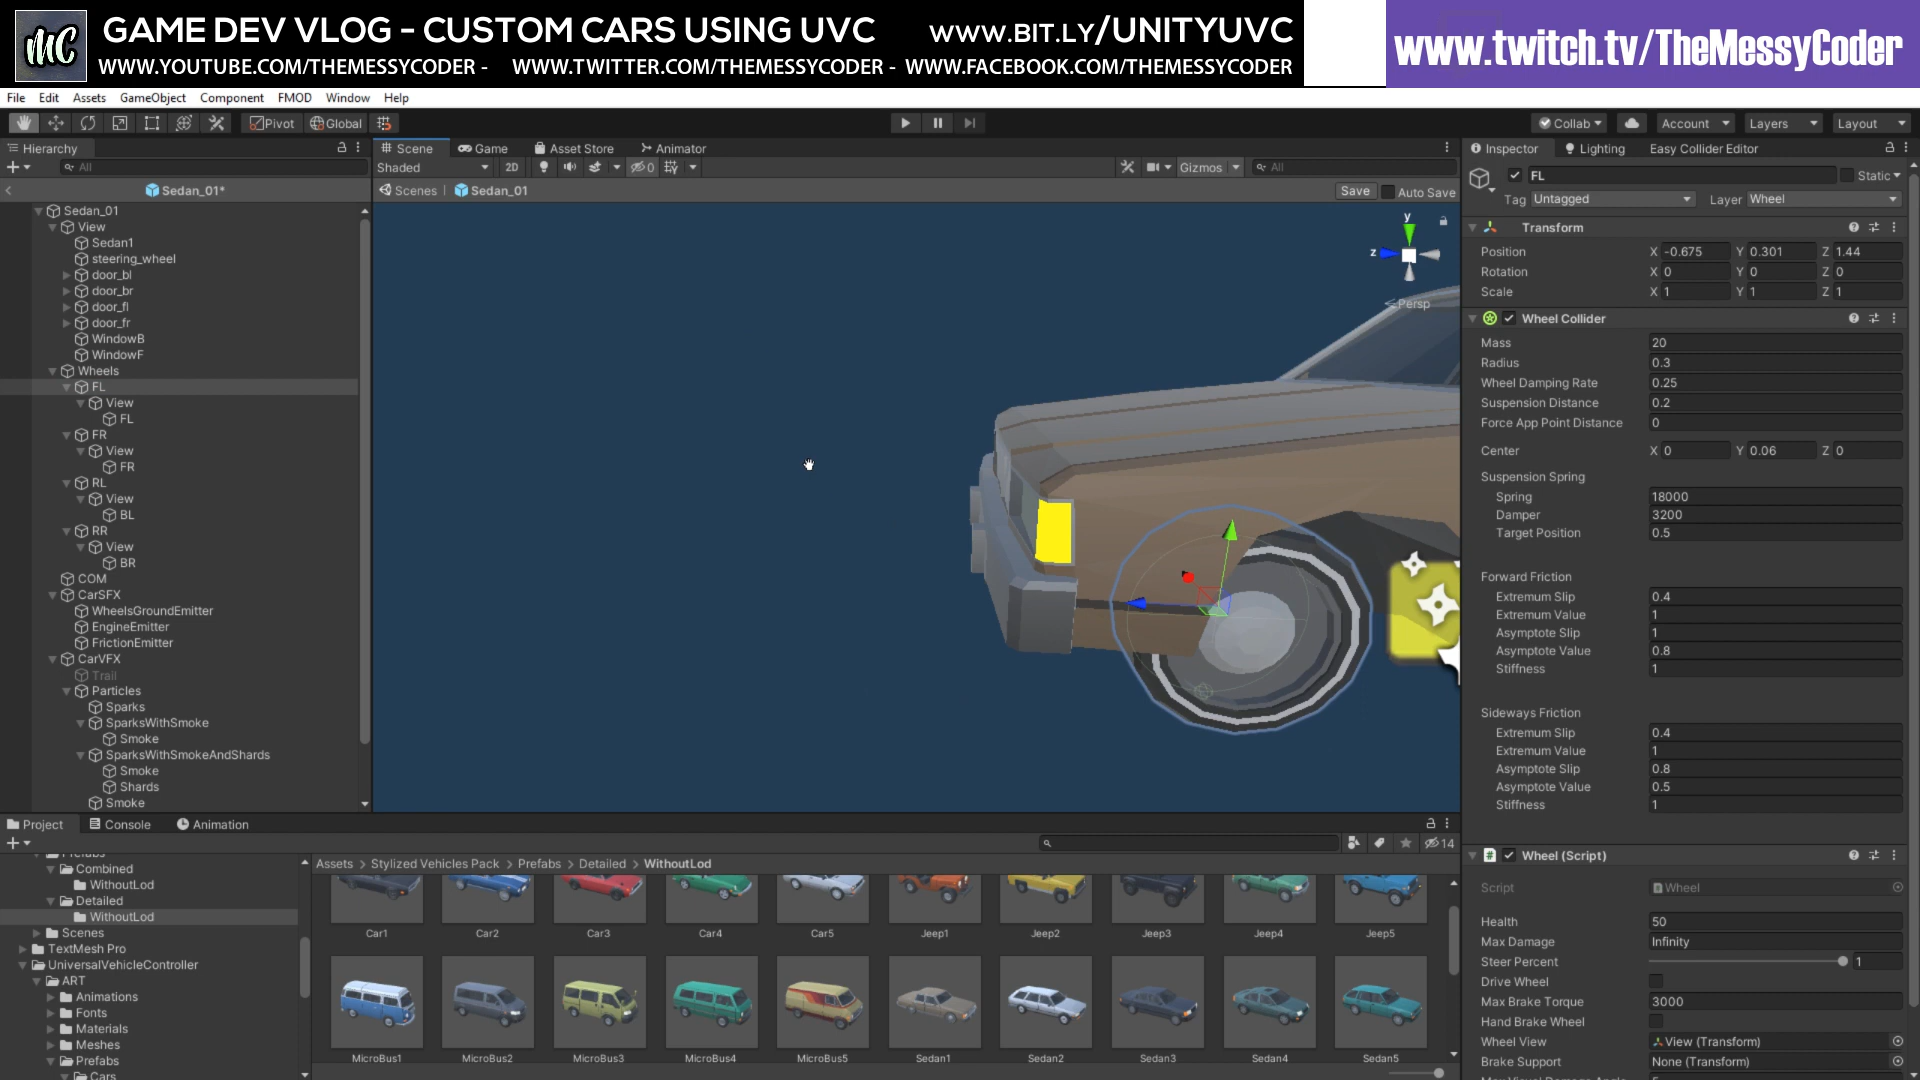 MC
GAME DEV VLOG - CUSTOM CARS USING UVC
WWW.BIT.LY/UNITYUVC
WWW.YOUTUBE.COM/THEMESSYCODER - WWW.TWITTER.COM/THEMESSYCODER - WWW.FACEBOOK.COM/THEMESSYCODER
www.twitch.tv/TheMessyCoder
File Edit Assets GameObject Component FMOD Window Help
Pivot Global
Collab Account Layers Layout
Hierarchy
All
Sedan_01*
Sedan_01
View
Sedan1
steering_wheel
door_bl
door_br
door_fl
door_fr
WindowB
WindowF
Wheels
FL
View
FL
FR
View
FR
RL
View
BL
RR
View
BR
COM
CarSFX
WheelsGroundEmitter
EngineEmitter
FrictionEmitter
CarVFX
Trail
Particles
Sparks
SparksWithSmoke
Smoke
SparksWithSmokeAndShards
Smoke
Shards
Smoke
Scene Game Asset Store Animator
Shaded 2D 0 Gizmos All
Scenes Sedan_01 Save Auto Save
y
z
Persp
Inspector Lighting Easy Collider Editor
FL Static
Tag Untagged Layer Wheel
Transform
Position X -0.675 Y 0.301 Z 1.44
Rotation X 0 Y 0 Z 0
Scale X 1 Y 1 Z 1
Wheel Collider
Mass 20
Radius 0.3
Wheel Damping Rate 0.25
Suspension Distance 0.2
Force App Point Distance 0
Center X 0 Y 0.06 Z 0
Suspension Spring
Spring 18000
Damper 3200
Target Position 0.5
Forward Friction
Extremum Slip 0.4
Extremum Value 1
Asymptote Slip 1
Asymptote Value 0.8
Stiffness 1
Sideways Friction
Extremum Slip 0.4
Extremum Value 1
Asymptote Slip 0.8
Asymptote Value 0.5
Stiffness 1
Wheel (Script)
Script Wheel
Health 50
Max Damage Infinity
Steer Percent 1
Drive Wheel
Max Brake Torque 3000
Hand Brake Wheel
Wheel View View (Transform)
Brake Support None (Transform)
Project Console Animation
14
Prefabs
Combined
WithoutLod
Detailed
WithoutLod
Scenes
TextMesh Pro
UniversalVehicleController
ART
Animations
Fonts
Materials
Meshes
Prefabs
Cars
Assets > Stylized Vehicles Pack > Prefabs > Detailed > WithoutLod
Car1 Car2 Car3 Car4 Car5 Jeep1 Jeep2 Jeep3 Jeep4 Jeep5
MicroBus1 MicroBus2 MicroBus3 MicroBus4 MicroBus5 Sedan1 Sedan2 Sedan3 Sedan4 Sedan5